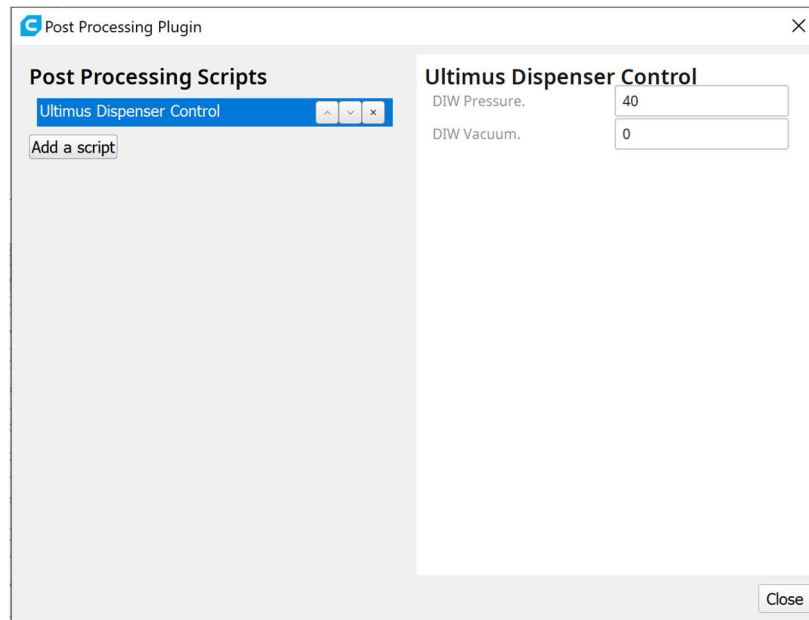 Post Processing Plugin
Post Processing Scripts
Ultimus Dispenser Control
Add a script
Ultimus Dispenser Control
DIW Pressure.
40
DIW Vacuum.
0
Close